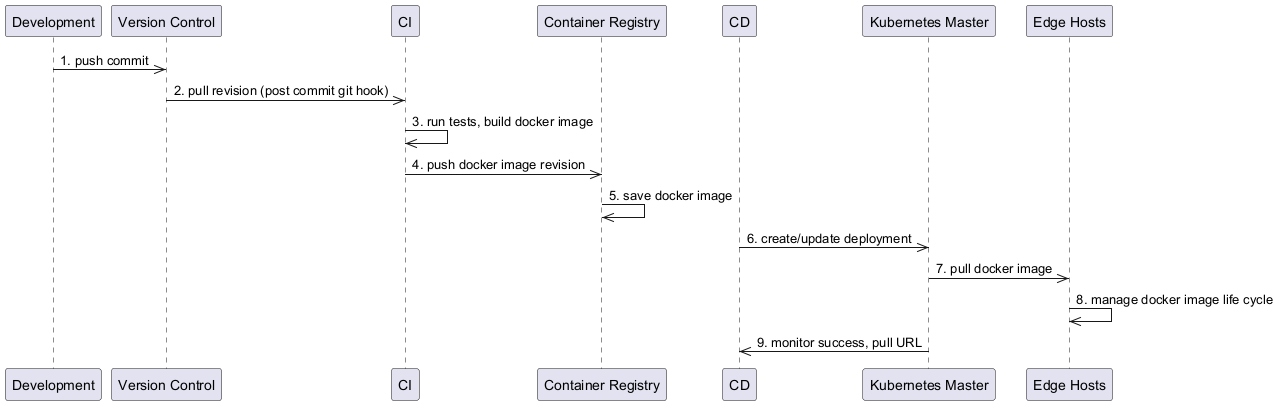 Development
Version Control
CI
Container Registry
CD
Kubernetes Master
Edge Hosts
1. push commit
2. pull revision (post commit git hook)
3. run tests, build docker image
4. push docker image revision
5. save docker image
6. create/update deployment
7. pull docker image
8. manage docker image life cycle
9. monitor success, pull URL
Development
Version Control
CI
Container Registry
CD
Kubernetes Master
Edge Hosts